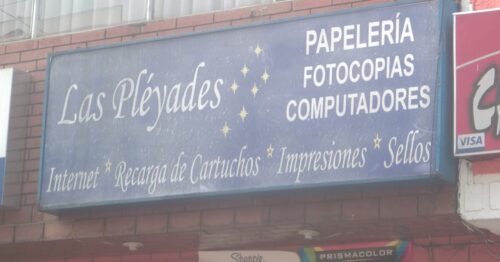 Las Pléyades
PAPELERÍA
FOTOCOPIAS
COMPUTADORES
Internet * Recarga de Cartuchos * Impresiones * Sellos
VISA
PRISMACOLOR